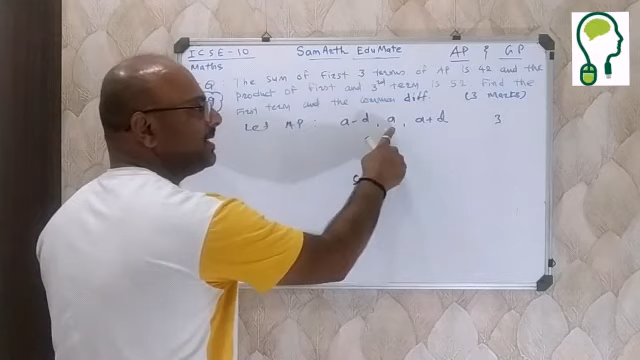 ICSE-10 Samarth EduMate AP & GP
Maths
Q The sum of first 3 terms of AP is 42 and the
product of first and 3rd term is 52. Find the
first term and the common diff. (3 marks)
Let AP : a-d, a, a+d 3